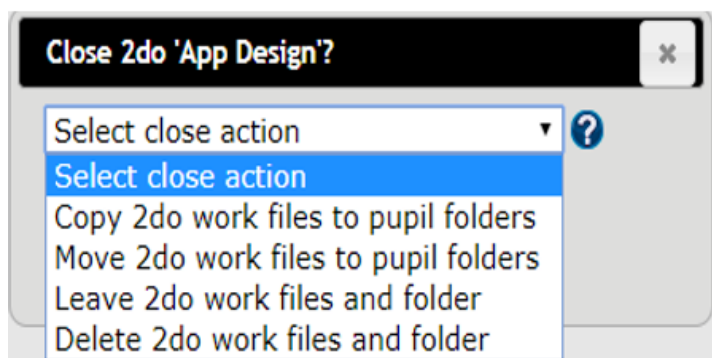 Close 2do 'App Design'?
×
Select close action
?
Select close action
Copy 2do work files to pupil folders
Move 2do work files to pupil folders
Leave 2do work files and folder
Delete 2do work files and folder